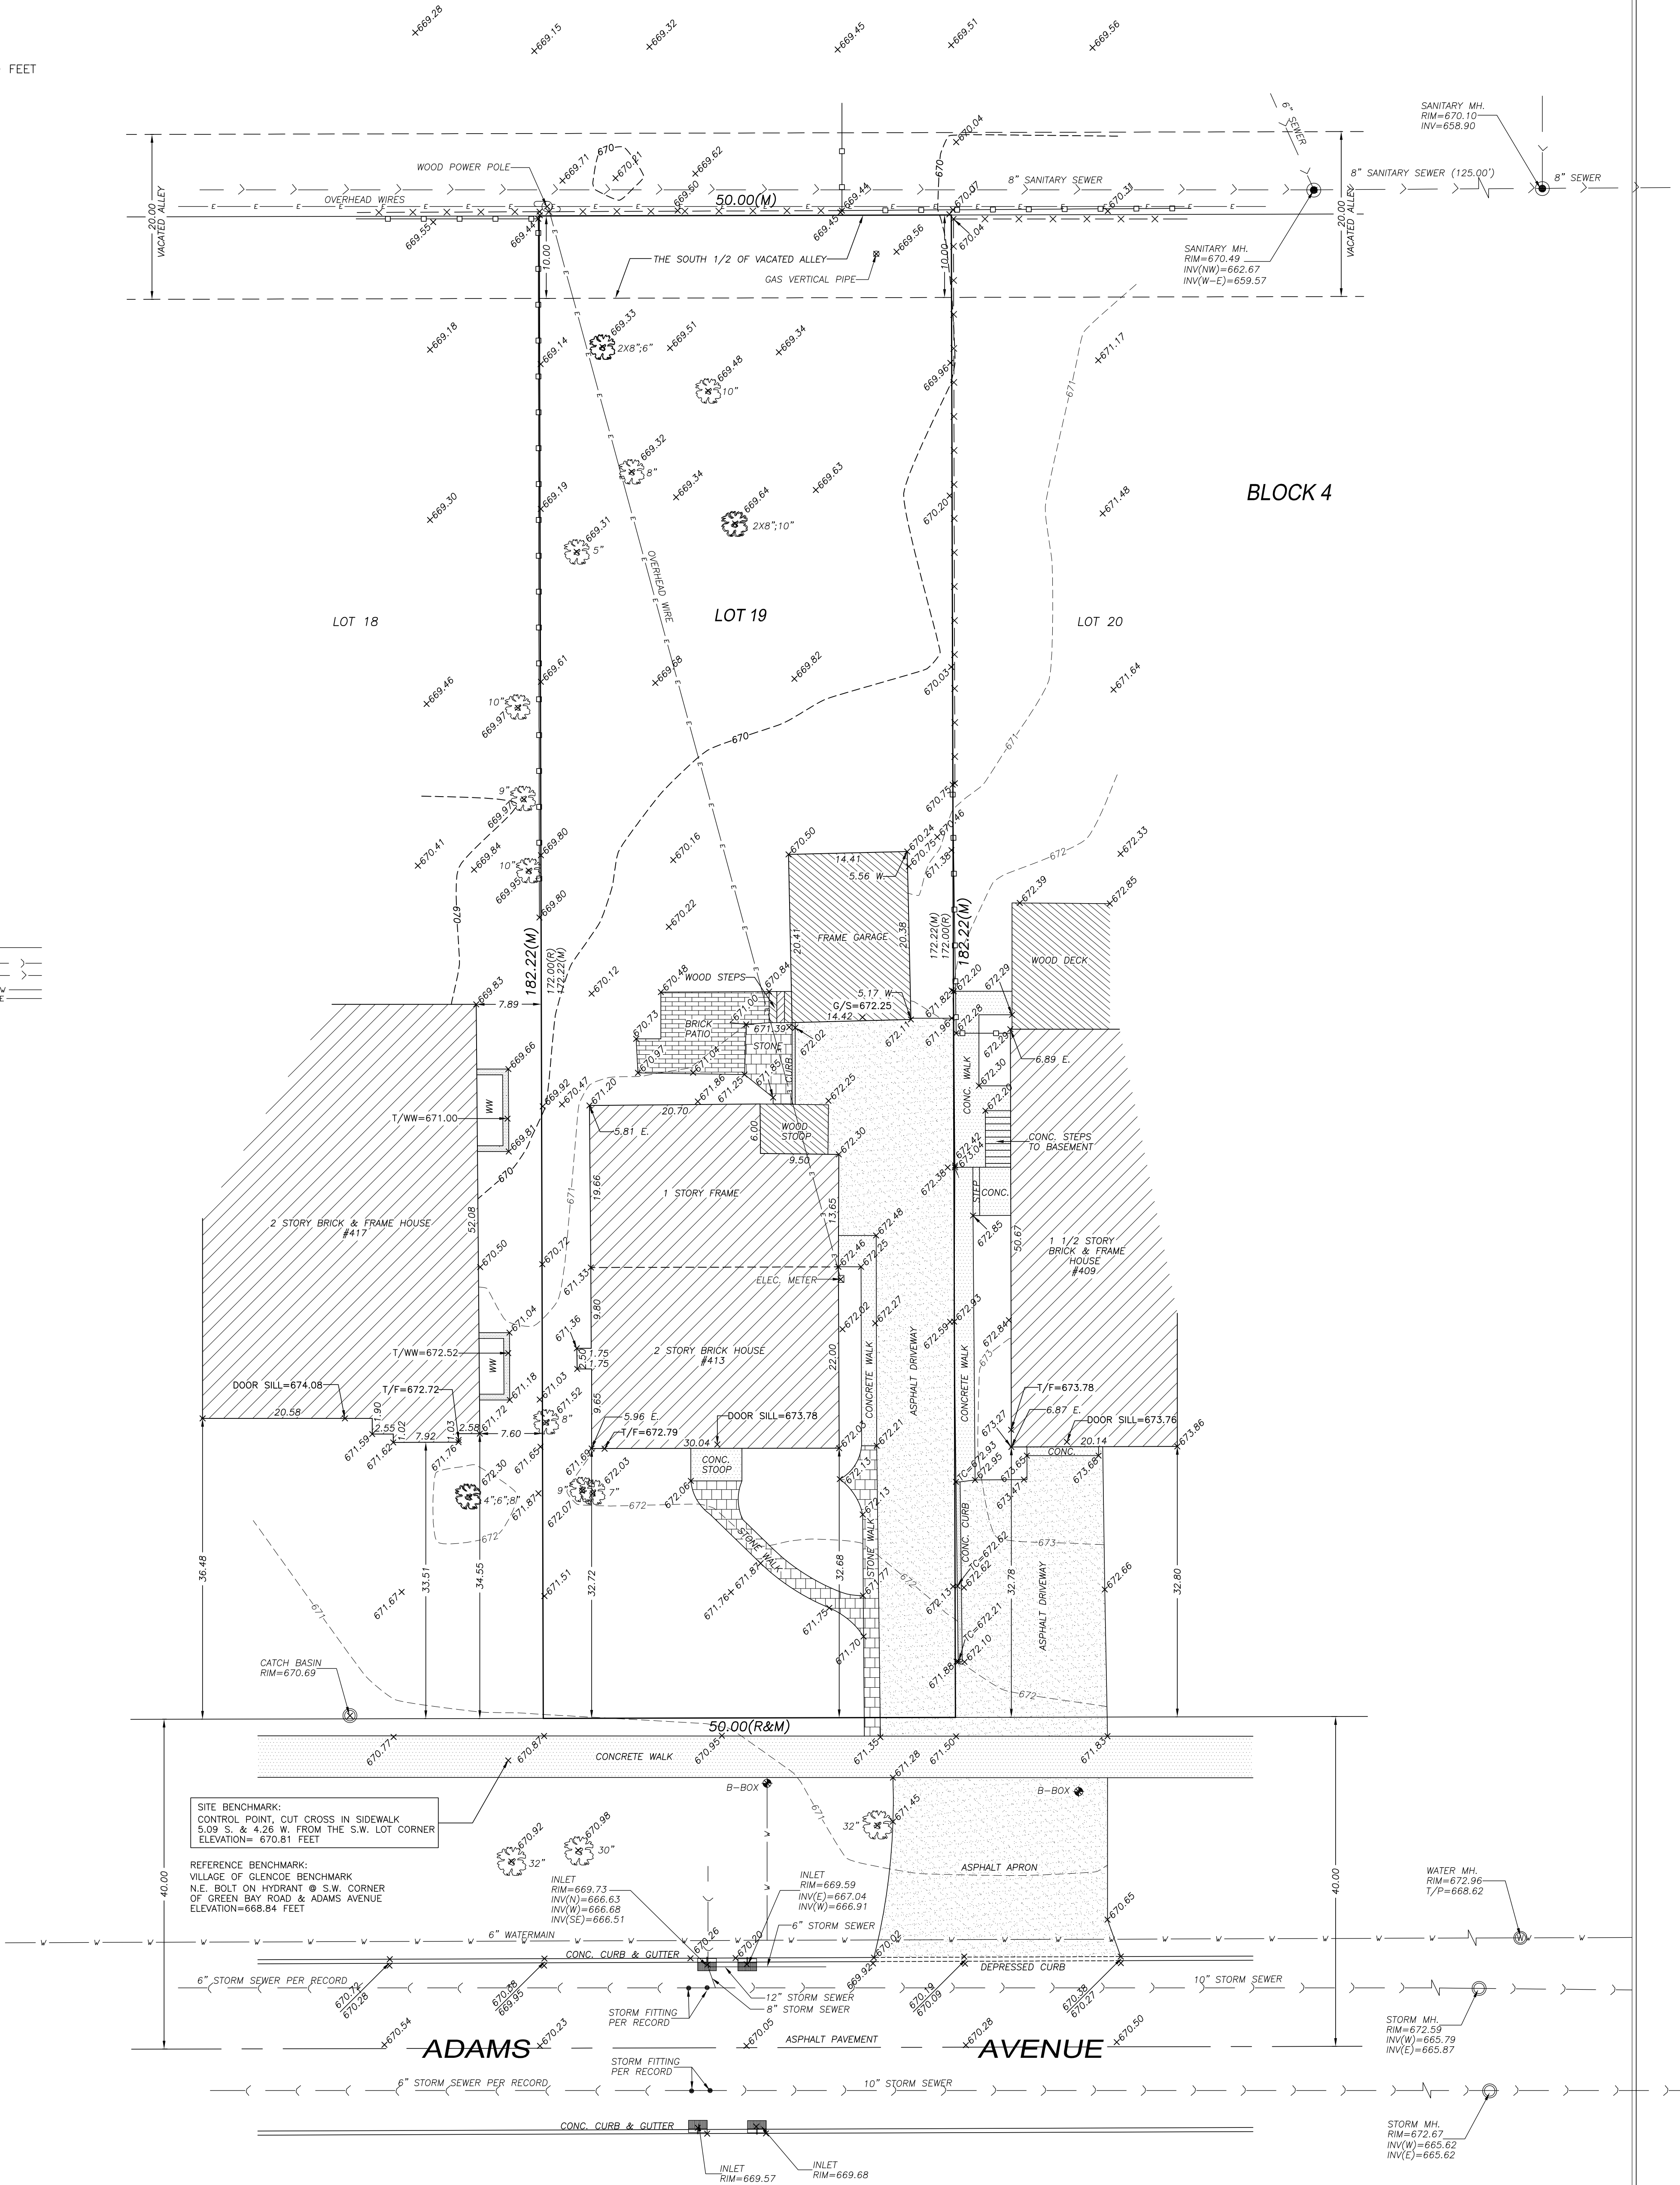 669.28
669.15
669.32
669.45
669.51
669.56
FEET
6" SEWER
SANITARY MH.
RIM=670.10
INV=658.90
670.04
20.00
VACATED ALLEY
WOOD POWER POLE
669.71
670
670.21
669.62
670
8" SANITARY SEWER
8" SANITARY SEWER (125.00')
8" SEWER
OVERHEAD WIRES
669.50
50.00(M)
669.44
670.07
670.31
20.00
VACATED ALLEY
669.55
669.44
669.45
669.56
670.04
10.00
THE SOUTH 1/2 OF VACATED ALLEY
10.00
GAS VERTICAL PIPE
SANITARY MH.
RIM=670.49
INV(NW)=662.67
INV(W-E)=659.57
669.18
669.14
669.33
2X8";6"
669.51
669.34
669.96
671.17
669.48
10"
671
669.32
8"
669.30
669.19
669.34
669.63
670.20
671.48
BLOCK 4
669.64
2X8";10"
669.31
5"
OVERHEAD WIRE
LOT 18
LOT 19
LOT 20
669.46
669.61
669.68
669.82
670.03
671.64
10"
669.97
670
671
9"
669.97
670.75
670.41
669.84
669.80
670.16
670.50
14.41
670.24
670.75
670.46
671.38
672
672.33
10"
669.95
5.56 W.
670
669.80
670.22
672.39
672.85
182.22(M)
172.00(R)
172.22(M)
20.41
FRAME GARAGE
20.38
172.22(M)
172.00(R)
182.22(M)
WOOD DECK
669.83
7.89
670.12
670.48
WOOD STEPS
670.84
5.17 W.
G/S=672.25
14.42
671.82
672.20
672.29
670.73
BRICK
PATIO
671.00
671.39
STONE
672.02
672.11
671.96
672.28
672.29
6.89 E.
669.66
670.97
671.04
671.25
671.85
CURB
CONC. WALK
672.30
WW
T/WW=671.00
669.92
670.47
671.20
671.86
672.25
672.20
20.70
5.81 E.
6.00
WOOD
STOOP
9.50
672.30
672.42
673.04
672.38
CONC. STEPS
TO BASEMENT
669.81
670
671
19.66
1 STORY FRAME
13.65
STEP
CONC.
2 STORY BRICK & FRAME HOUSE
#417
52.08
672.48
672.85
50.67
1 1/2 STORY
BRICK & FRAME
HOUSE
#409
670.50
670.72
671.33
672.46
672.25
ELEC. METER
9.80
671.04
671.36
672.02
672.27
672.59
672.93
672.84
T/WW=672.52
WW
2.50
1.75
1.75
2 STORY BRICK HOUSE
#413
22.00
CONCRETE WALK
ASPHALT DRIVEWAY
CONCRETE WALK
673
DOOR SILL=674.08
T/F=672.72
671.18
671.03
9.65
T/F=673.78
20.58
1.90
2.55
1.02
7.92
1.03
2.58
671.72
671.52
8"
5.96 E.
T/F=672.79
DOOR SILL=673.78
6.87 E.
DOOR SILL=673.76
671.59
671.62
671.76
7.60
671.65
671.69
30.04
672.03
672.21
673.27
20.14
673.86
672.30
672.03
CONC.
STOOP
672.13
TC=672.93
672.95
673.65
CONC.
673.68
673.47
4";6";8"
671.87
9"
7"
672.07
672
672.06
672.13
672
STONE WALK
STONE WALK
672
CONC. CURB
673
36.48
33.51
34.55
32.72
32.68
32.78
32.80
671.67
671.51
671.87
671.76
671.75
671.77
672.13
TC=672.62
672.62
672.66
671
671.70
TC=672.21
672.10
671.88
ASPHALT DRIVEWAY
672
CATCH BASIN
RIM=670.69
50.00(R&M)
670.77
670.87
CONCRETE WALK
670.95
671.35
671.50
671.83
671.28
B-BOX
B-BOX
SITE BENCHMARK:
CONTROL POINT, CUT CROSS IN SIDEWALK
5.09 S. & 4.26 W. FROM THE S.W. LOT CORNER
ELEVATION= 670.81 FEET
671
671.45
32"
670.92
32"
670.98
30"
REFERENCE BENCHMARK:
VILLAGE OF GLENCOE BENCHMARK
N.E. BOLT ON HYDRANT @ S.W. CORNER
OF GREEN BAY ROAD & ADAMS AVENUE
ELEVATION=668.84 FEET
INLET
RIM=669.73
INV(N)=666.63
INV(W)=666.68
INV(SE)=666.51
INLET
RIM=669.59
INV(E)=667.04
INV(W)=666.91
ASPHALT APRON
40.00
40.00
WATER MH.
RIM=672.96
T/P=668.62
6" WATERMAIN
6" STORM SEWER
670.65
CONC. CURB & GUTTER
670.26
670.20
670.02
669.92
DEPRESSED CURB
6" STORM SEWER PER RECORD
10" STORM SEWER
670.72
670.28
670.38
669.95
12" STORM SEWER
8" STORM SEWER
670.19
670.09
670.38
670.27
STORM FITTING
PER RECORD
670.54
670.23
670.05
ASPHALT PAVEMENT
670.28
670.50
ADAMS
AVENUE
STORM MH.
RIM=672.59
INV(W)=665.79
INV(E)=665.87
STORM FITTING
PER RECORD
6" STORM SEWER PER RECORD
10" STORM SEWER
CONC. CURB & GUTTER
STORM MH.
RIM=672.67
INV(W)=665.62
INV(E)=665.62
INLET
RIM=669.57
INLET
RIM=669.68